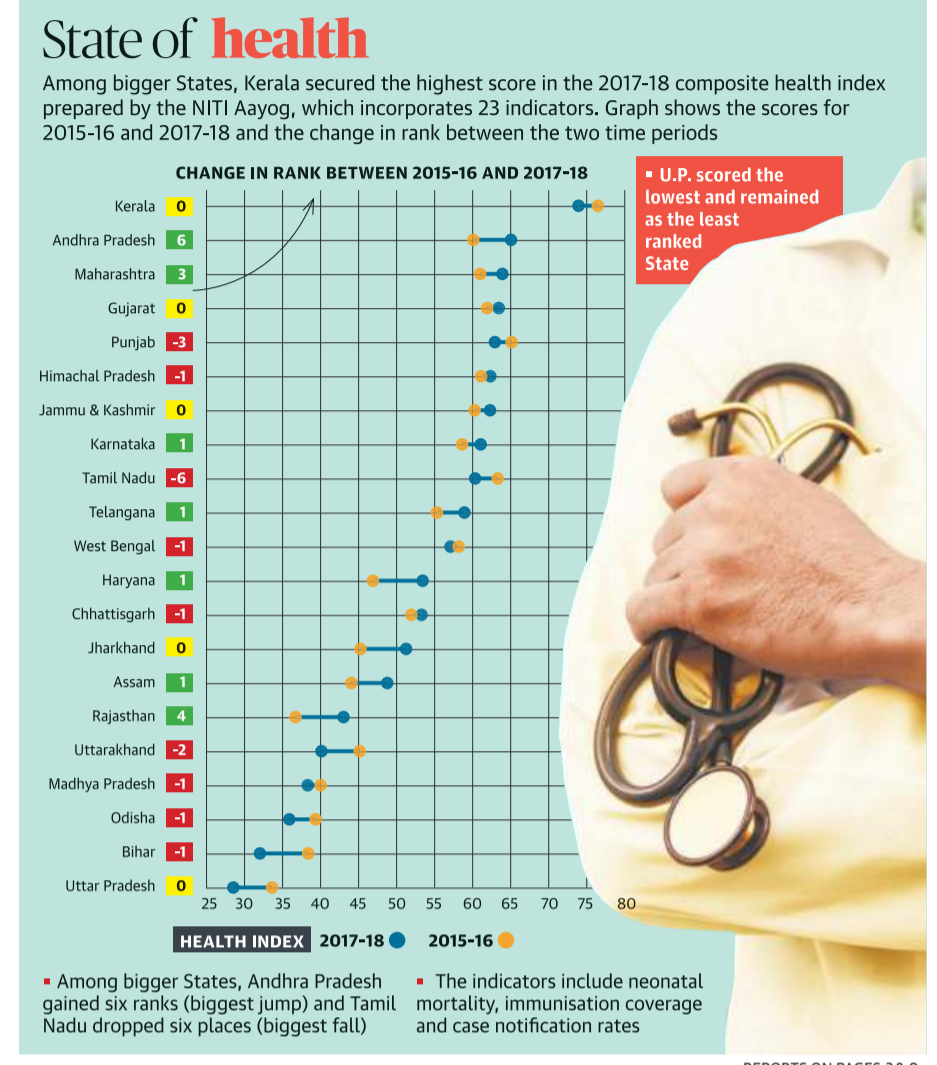 State of health
Among bigger States, Kerala secured the highest score in the 2017-18 composite health index
prepared by the NITI Aayog, which incorporates 23 indicators. Graph shows the scores for
2015-16 and 2017-18 and the change in rank between the two time periods
CHANGE IN RANK BETWEEN 2015-16 AND 2017-18
▪ U.P. scored the
lowest and remained
as the least
ranked
State
Kerala 0
Andhra Pradesh 6
Maharashtra 3
Gujarat 0
Punjab -3
Himachal Pradesh -1
Jammu & Kashmir 0
Karnataka 1
Tamil Nadu -6
Telangana 1
West Bengal -1
Haryana 1
Chhattisgarh -1
Jharkhand 0
Assam 1
Rajasthan 4
Uttarakhand -2
Madhya Pradesh -1
Odisha -1
Bihar -1
Uttar Pradesh 0
25 30 35 40 45 50 55 60 65 70 75 80
HEALTH INDEX 2017-18 2015-16
▪ Among bigger States, Andhra Pradesh
gained six ranks (biggest jump) and Tamil
Nadu dropped six places (biggest fall)
▪ The indicators include neonatal
mortality, immunisation coverage
and case notification rates